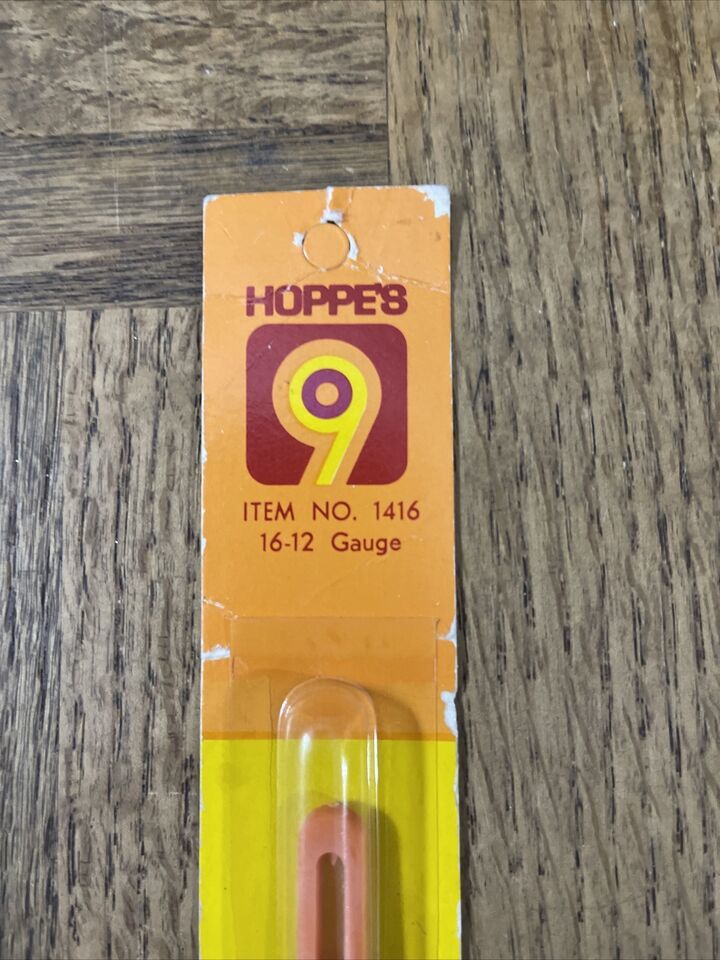 HOPPE'S
9
ITEM NO. 1416
16-12 Gauge